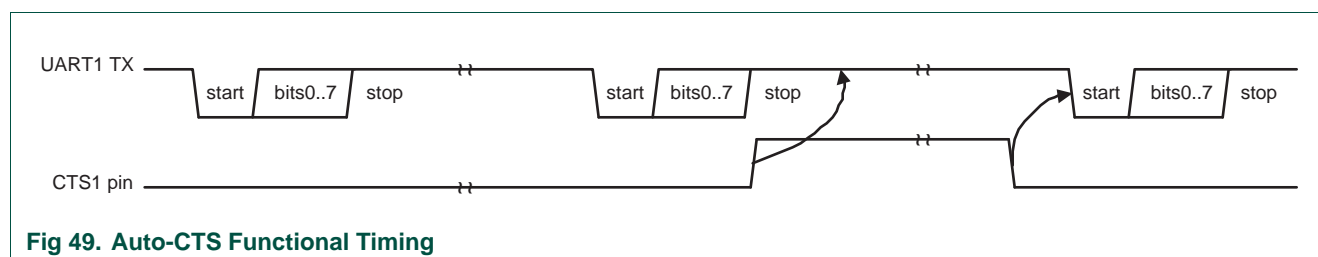 UART1 TX
start bits0..7 stop
start bits0..7 stop
start bits0..7 stop
CTS1 pin
Fig 49. Auto-CTS Functional Timing